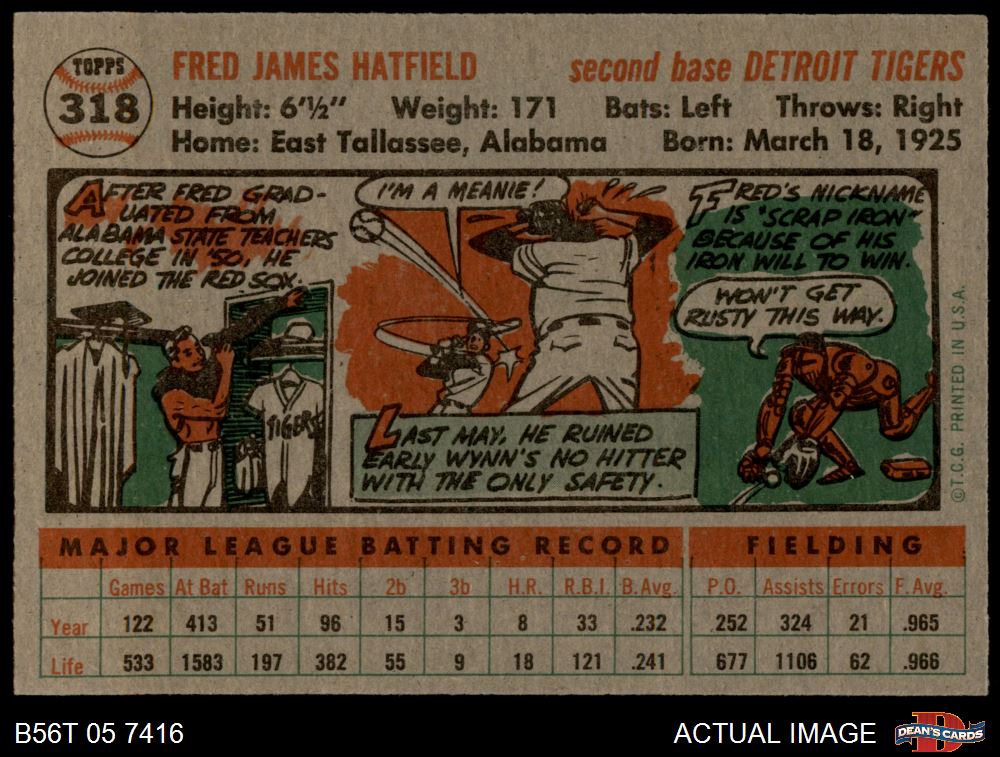 TOPPS
318
FRED JAMES HATFIELD second base DETROIT TIGERS
Height: 6'½" Weight: 171 Bats: Left Throws: Right
Home: East Tallassee, Alabama Born: March 18, 1925
AFTER FRED GRAD-
UATED FROM
ALABAMA STATE TEACHERS
COLLEGE IN '50, HE
JOINED THE RED SOX.
TIGERS
I'M A MEANIE!
LAST MAY, HE RUINED
EARLY WYNN'S NO HITTER
WITH THE ONLY SAFETY.
FRED'S NICKNAME
IS "SCRAP IRON"
BECAUSE OF HIS
IRON WILL TO WIN.
WON'T GET
RUSTY THIS WAY.
©T.C.G. PRINTED IN U.S.A.
MAJOR LEAGUE BATTING RECORD FIELDING
Games At Bat Runs Hits 2b 3b H.R. R.B.I. B.Avg. P.O. Assists Errors F.Avg.
Year 122 413 51 96 15 3 8 33 .232 252 324 21 .965
Life 533 1583 197 382 55 9 18 121 .241 677 1106 62 .966
B56T 05 7416 ACTUAL IMAGE D DEAN'S CARDS